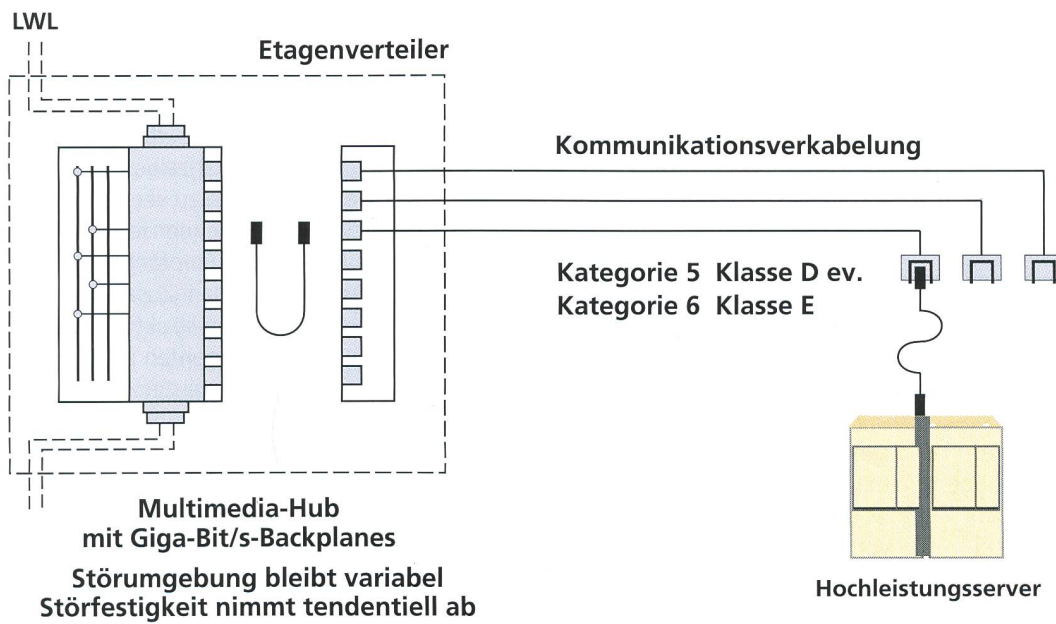 LWL
Etagenverteiler
Kommunikationsverkabelung
Kategorie 5 Klasse D ev.
Kategorie 6 Klasse E
Multimedia-Hub
mit Giga-Bit/s-Backplanes
Störumgebung bleibt variabel
Störfestigkeit nimmt tendentiell ab
Hochleistungsserver